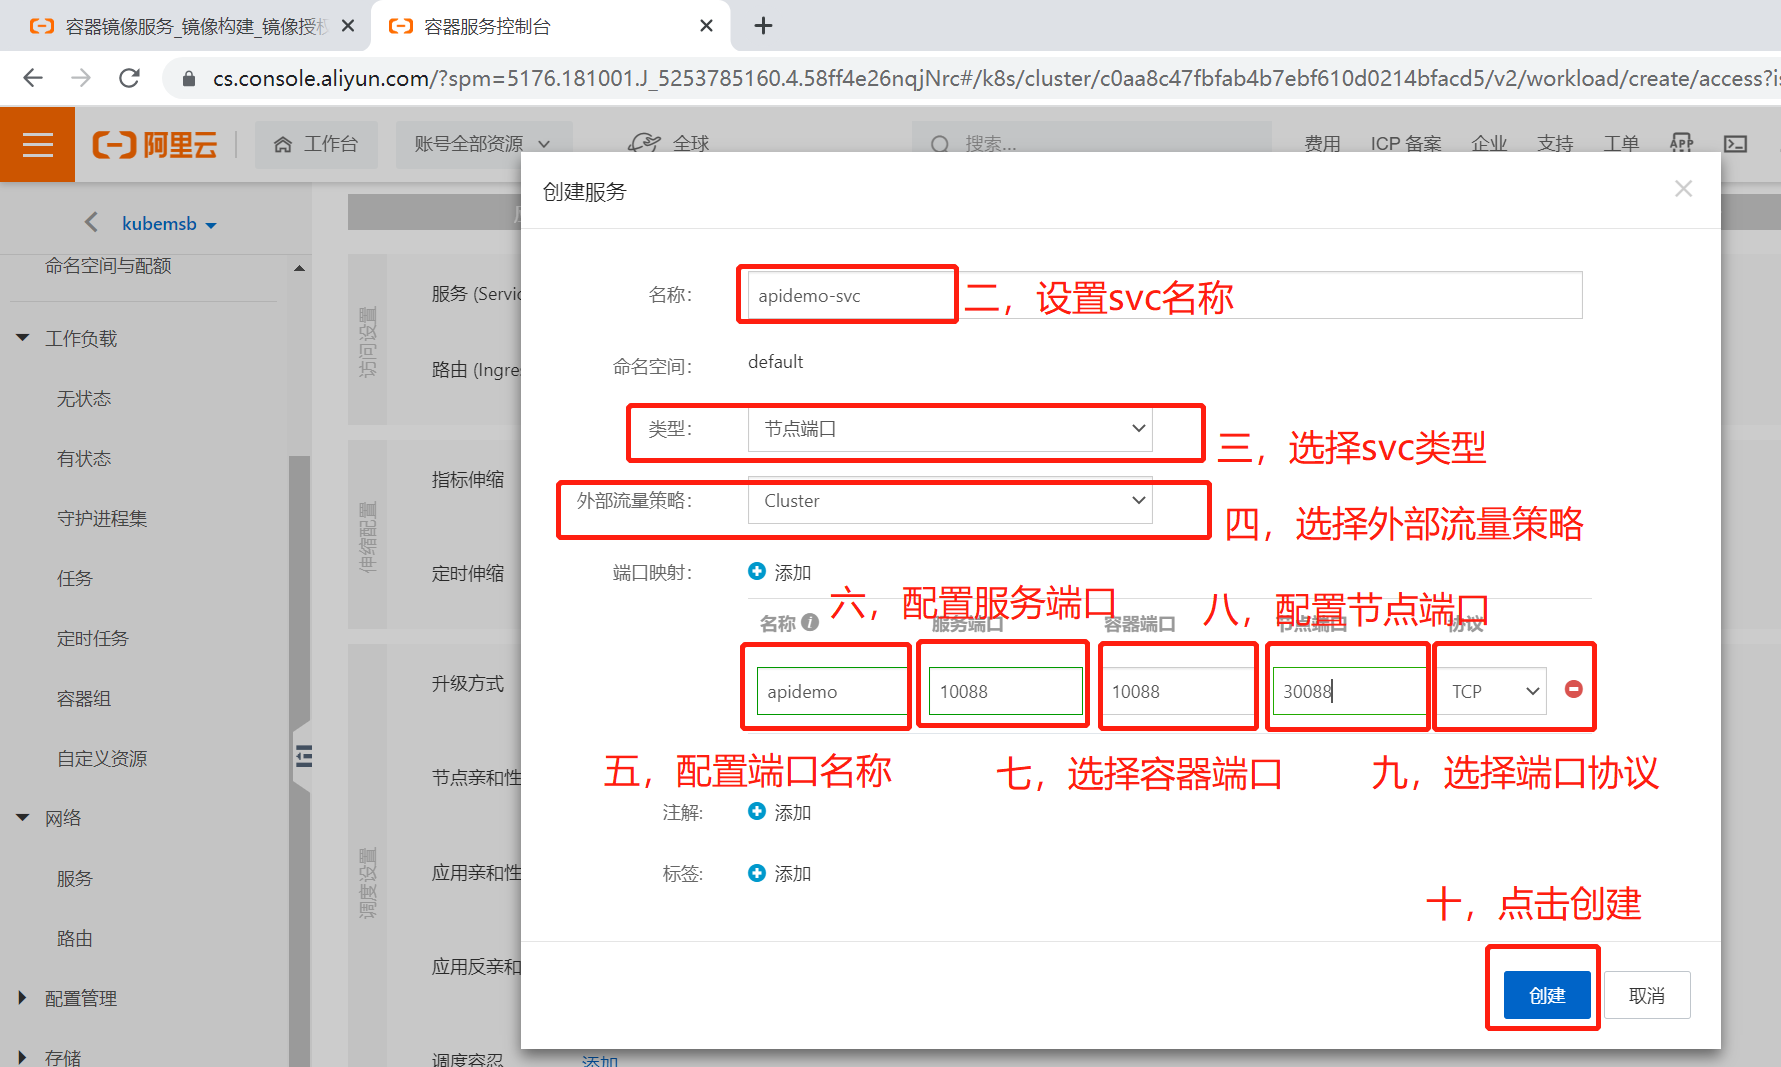 容器镜像服务_镜像构建_镜像授权
容器服务控制台
cs.console.aliyun.com/?spm=5176.181001.J_5253785160.4.58ff4e26nqjNrc#/k8s/cluster/c0aa8c47fbfab4b7ebf610d0214bfacd5/v2/workload/create/access?i
阿里云
工作台
账号全部资源
全球
搜索...
费用
ICP 备案
企业
支持
工单
APP
kubemsb
命名空间与配额
工作负载
无状态
有状态
守护进程集
任务
定时任务
容器组
自定义资源
网络
服务
路由
配置管理
存储
访问设置
服务 (Servic
路由 (Ingres
伸缩配置
指标伸缩
定时伸缩
调度设置
升级方式
节点亲和性
应用亲和性
应用反亲和
调度容忍
添加
创建服务
名称：
apidemo-svc
二，设置svc名称
命名空间：
default
类型：
节点端口
三，选择svc类型
外部流量策略：
Cluster
四，选择外部流量策略
端口映射：
添加
六，配置服务端口
八，配置节点端口
名称
服务端口
容器端口
节点端口
协议
apidemo
10088
10088
30088
TCP
五，配置端口名称
七，选择容器端口
九，选择端口协议
注解：
添加
标签：
添加
十，点击创建
创建
取消